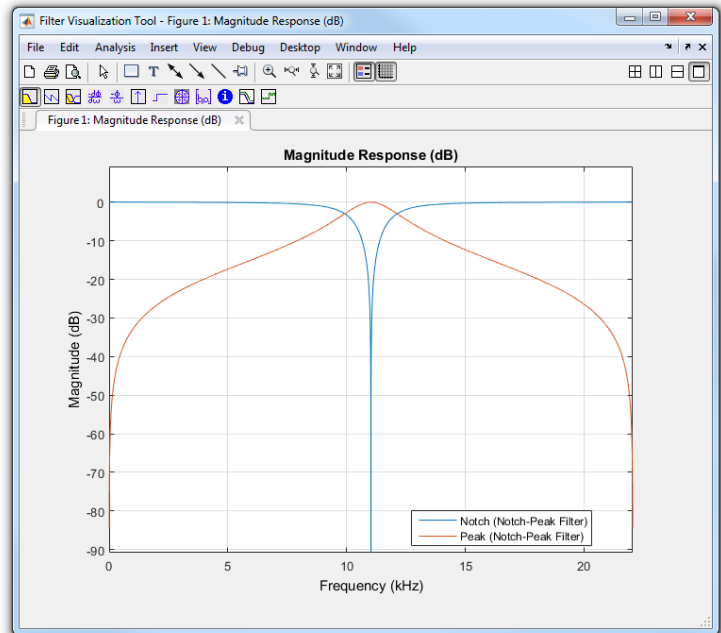 Filter Visualization Tool - Figure 1: Magnitude Response (dB)
File Edit Analysis Insert View Debug Desktop Window Help
Figure 1: Magnitude Response (dB)
Magnitude Response (dB)
0
-10
-20
-30
-40
-50
-60
-70
-80
-90
Magnitude (dB)
0 5 10 15 20
Frequency (kHz)
Notch (Notch-Peak Filter)
Peak (Notch-Peak Filter)